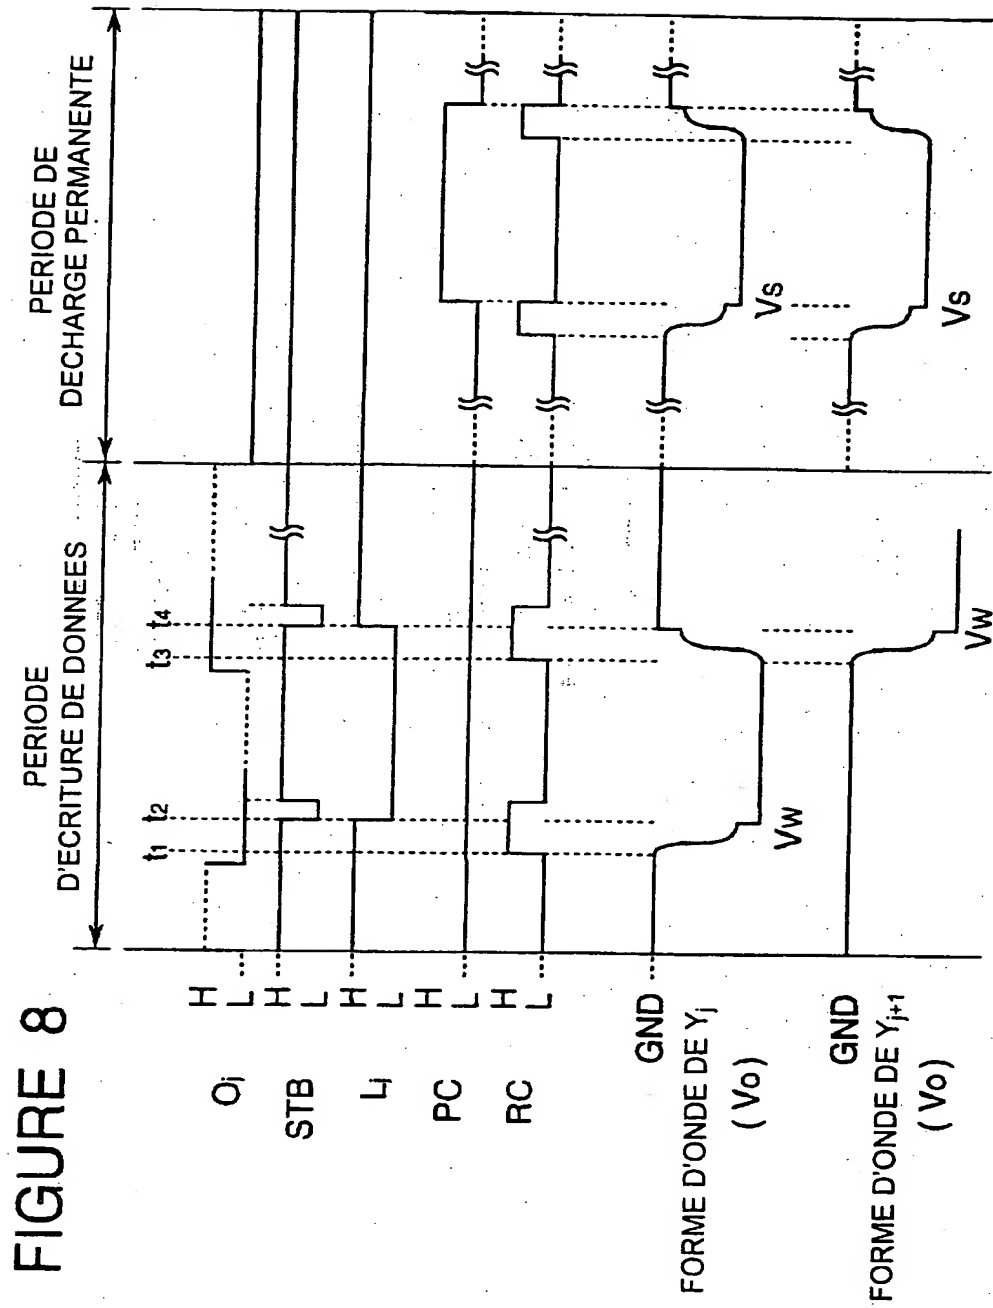 FIGURE 8
PERIODE
D'ECRITURE DE DONNEES
PERIODE DE
DECHARGE PERMANENTE
t1 t2 t3 t4
Oj H L
STB H L
Lj H L
PC H L
RC H L
GND
FORME D'ONDE DE Yj
(Vo)
Vw
Vs
GND
FORME D'ONDE DE Yj+1
(Vo)
Vw
Vs